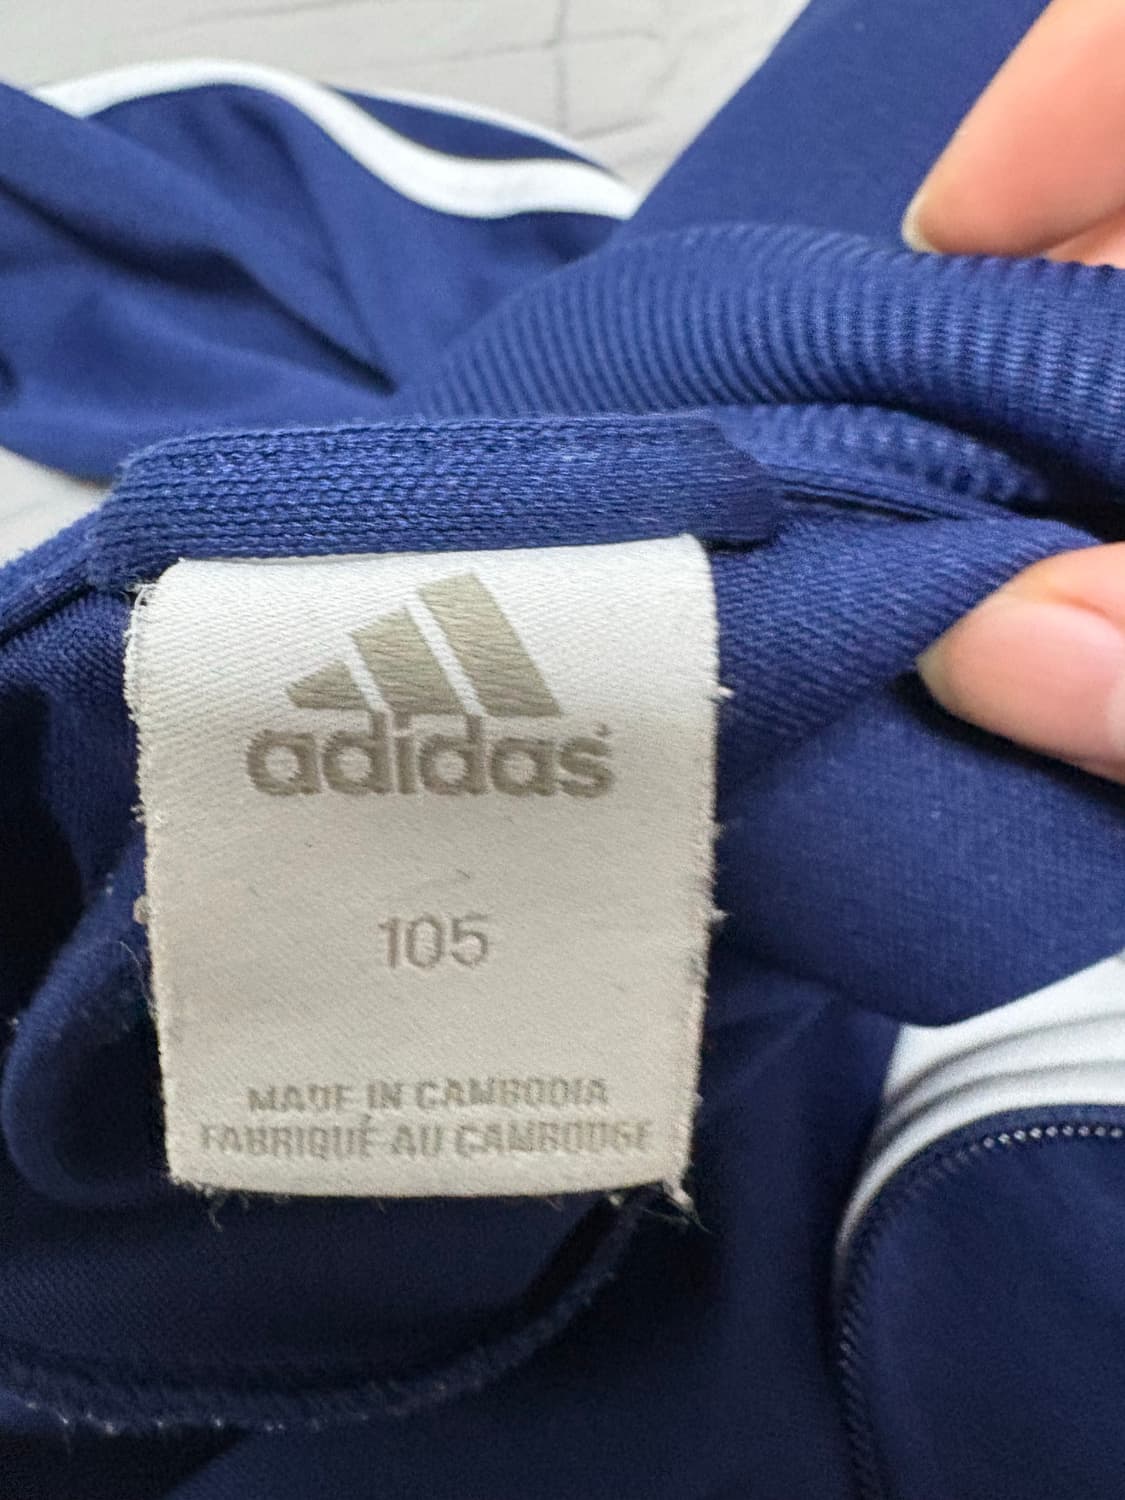 adidas
105
MADE IN CAMBODIA
FABRIQUÉ AU CAMBODGE